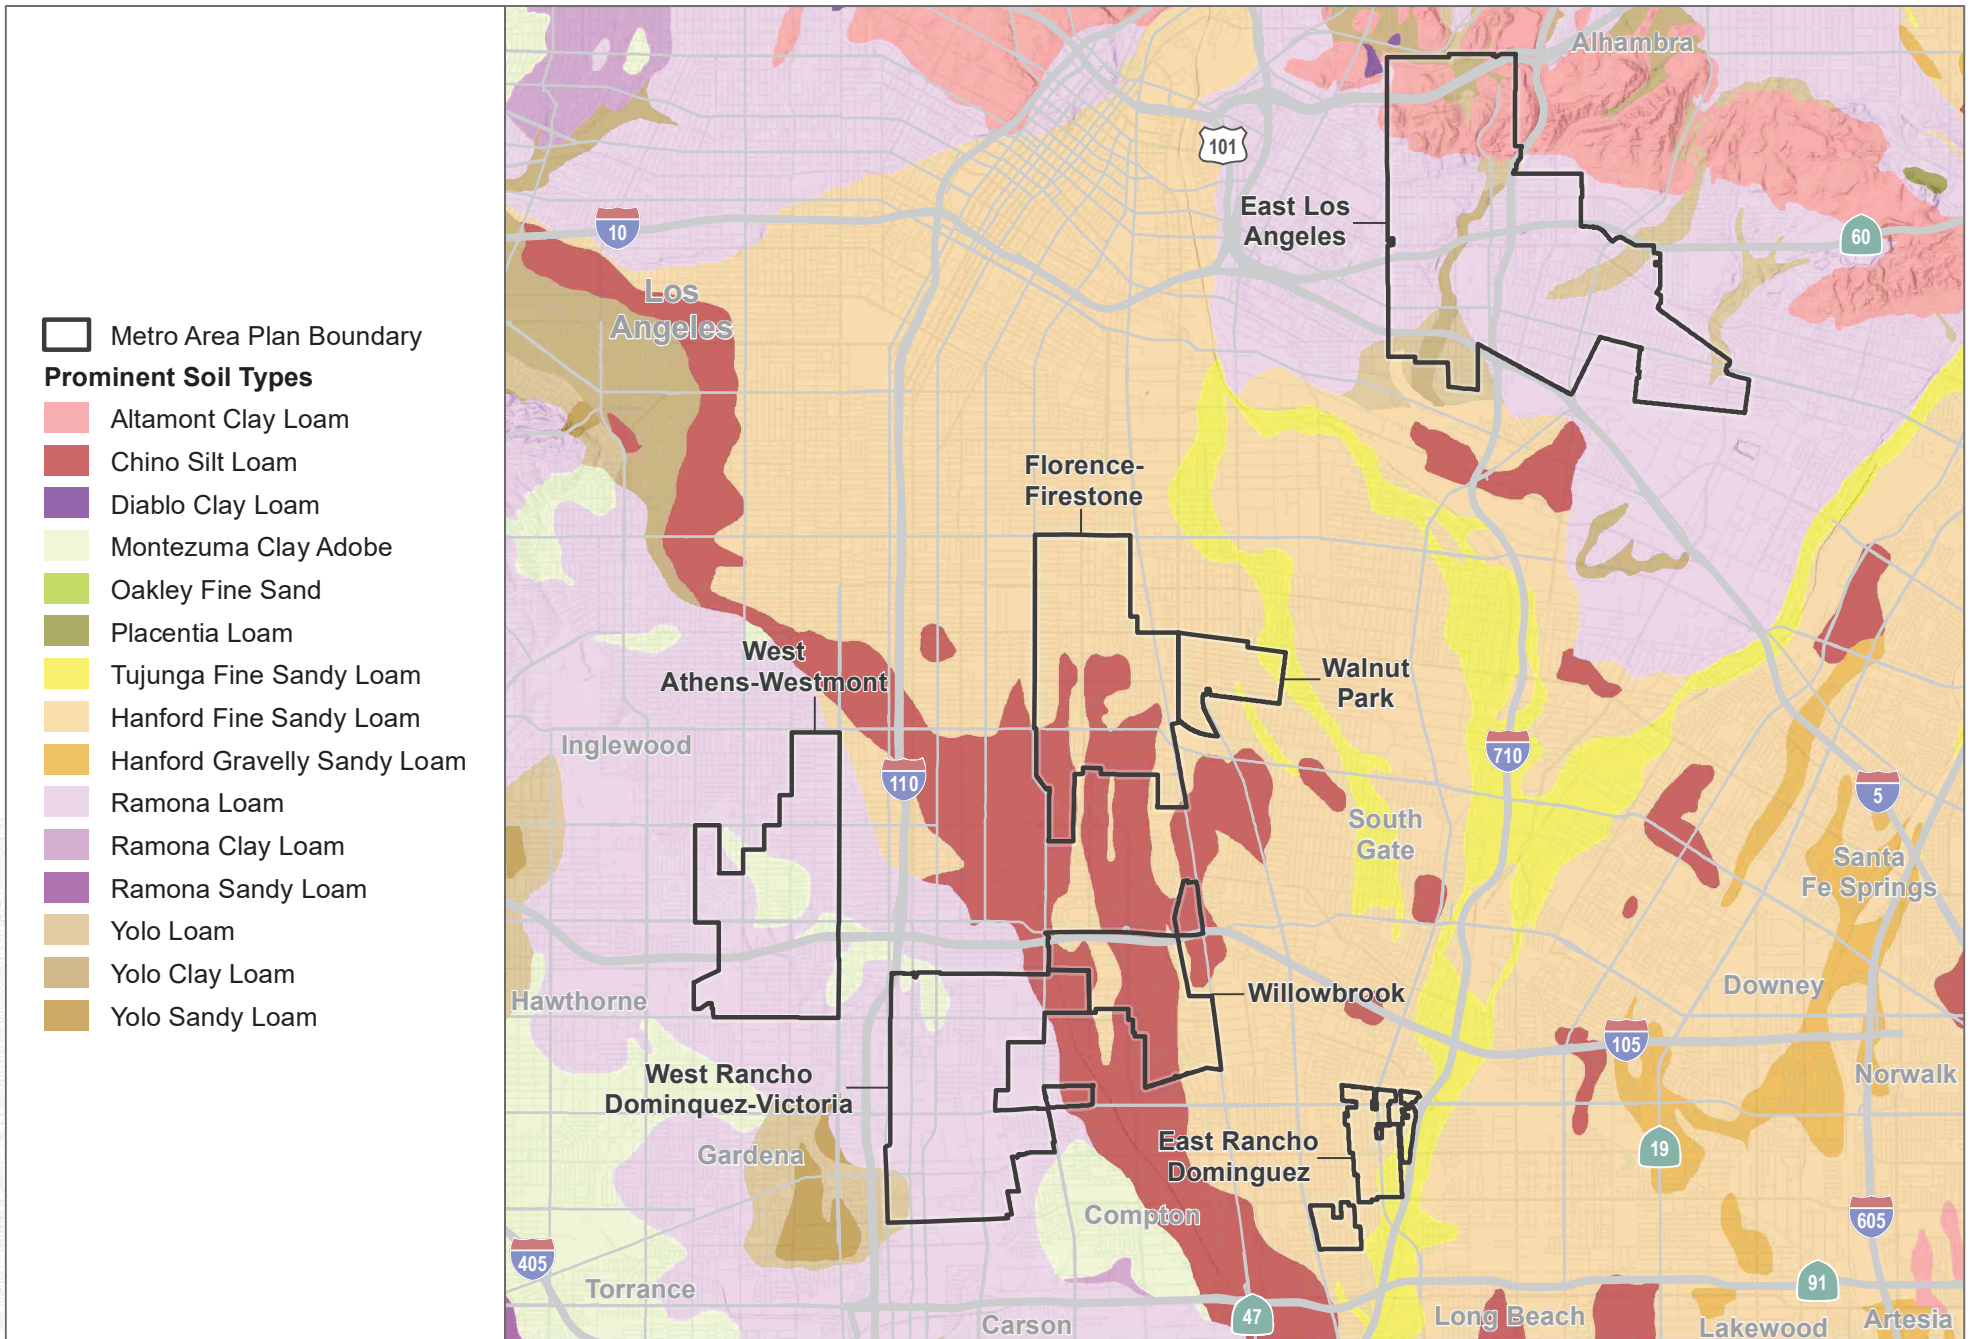 Metro Area Plan Boundary
Prominent Soil Types
Altamont Clay Loam
Chino Silt Loam
Diablo Clay Loam
Montezuma Clay Adobe
Oakley Fine Sand
Placentia Loam
Tujunga Fine Sandy Loam
Hanford Fine Sandy Loam
Hanford Gravelly Sandy Loam
Ramona Loam
Ramona Clay Loam
Ramona Sandy Loam
Yolo Loam
Yolo Clay Loam
Yolo Sandy Loam
Alhambra
101
East Los
Angeles
10
60
Los
Angeles
Florence-
Firestone
West
Athens-Westmont
Walnut
Park
Inglewood
110
710
5
South
Gate
Santa
Fe Springs
Hawthorne
Willowbrook
Downey
105
Norwalk
West Rancho
Dominquez-Victoria
Gardena
East Rancho
Dominguez
19
Compton
605
405
Torrance
91
47
Carson
Long Beach
Lakewood
Artesia